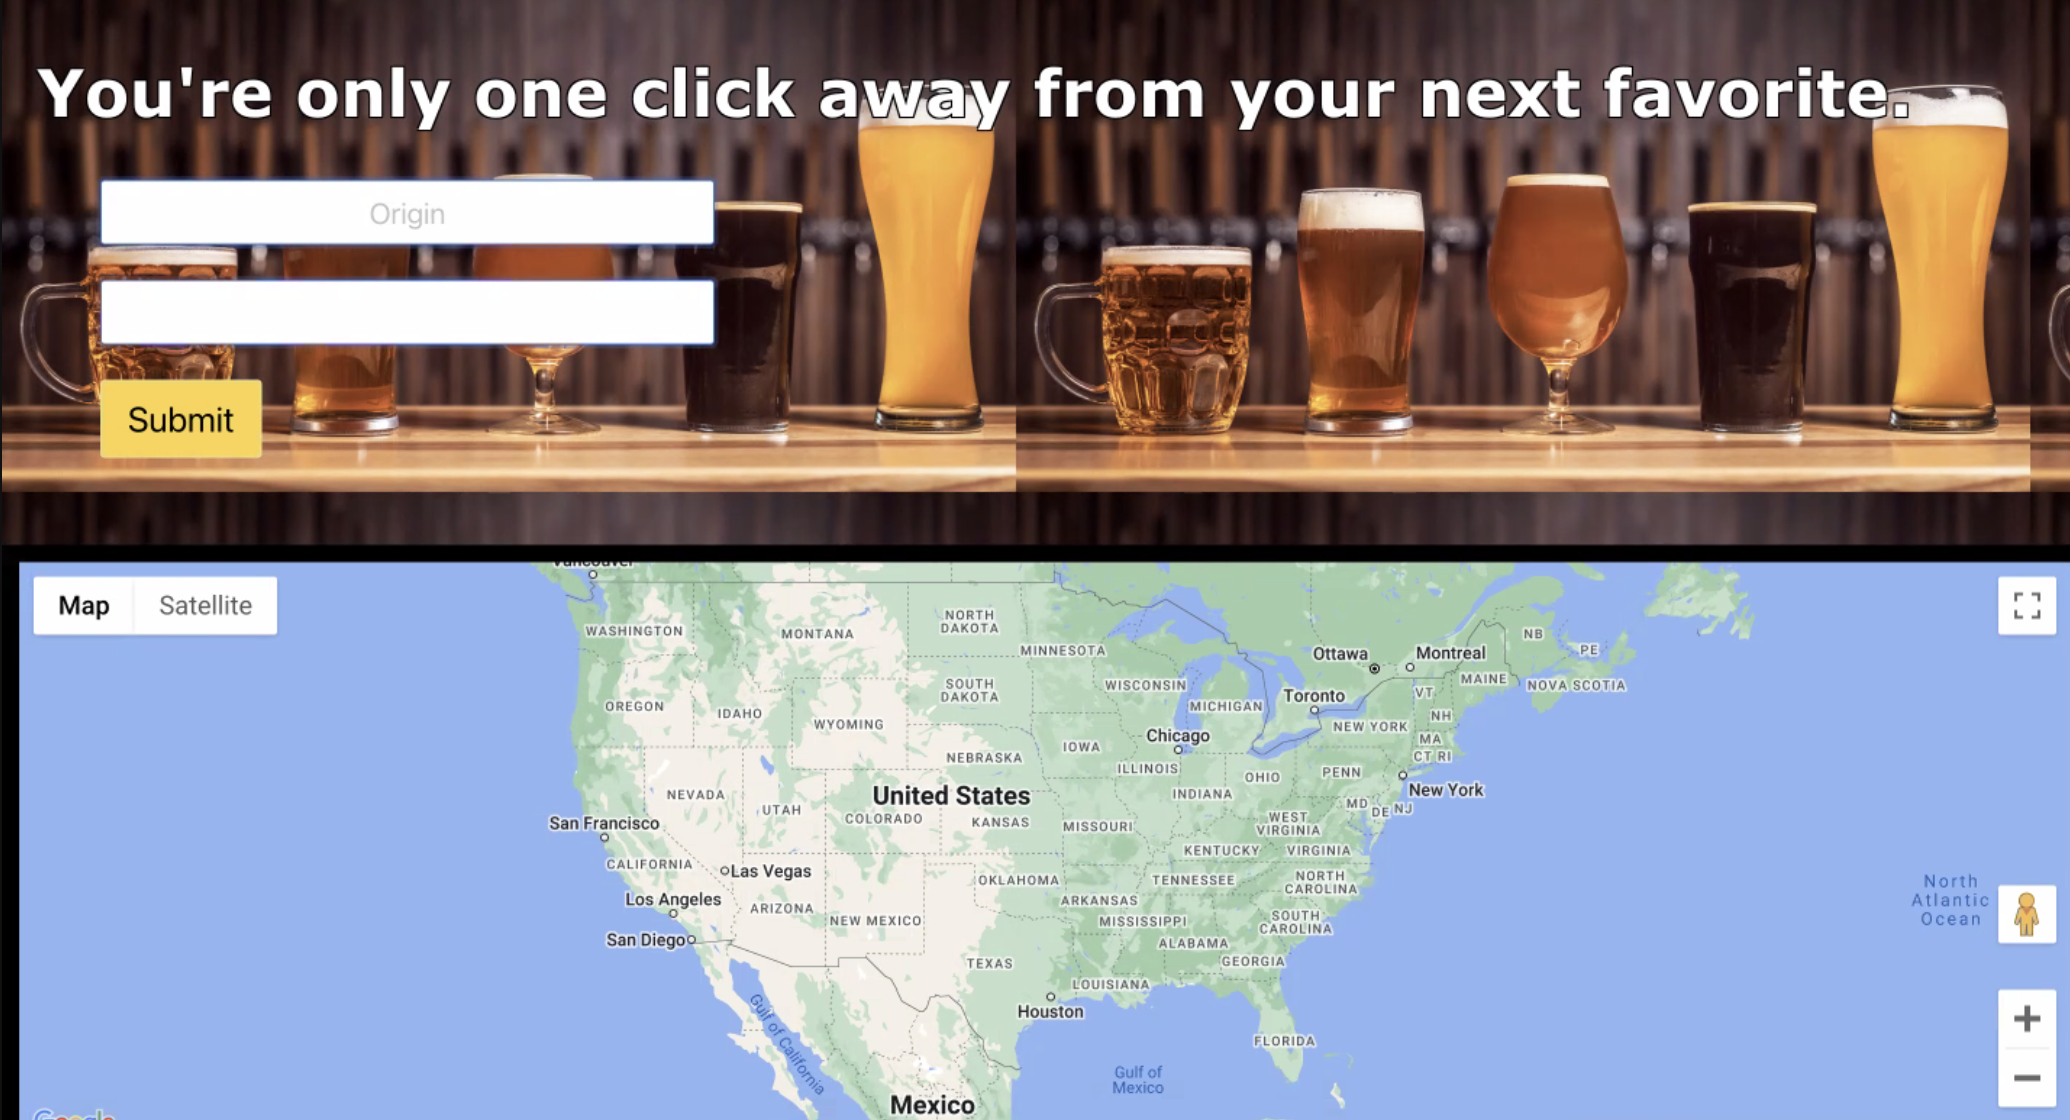 You're only one click away from your next favorite.
Origin
Submit
Map
Satellite
Vancouver
WASHINGTON
MONTANA
NORTH
DAKOTA
MINNESOTA
Ottawa
Montreal
NB
PE
OREGON
IDAHO
WYOMING
SOUTH
DAKOTA
WISCONSIN
MICHIGAN
Toronto
VT
MAINE
NOVA SCOTIA
NH
NEW YORK
MA
CT RI
Chicago
IOWA
NEBRASKA
ILLINOIS
INDIANA
OHIO
PENN
New York
NEVADA
UTAH
United States
COLORADO
KANSAS
MISSOURI
WEST
VIRGINIA
MD
DE
NJ
San Francisco
CALIFORNIA
Las Vegas
KENTUCKY
VIRGINIA
Los Angeles
ARIZONA
NEW MEXICO
OKLAHOMA
ARKANSAS
TENNESSEE
NORTH
CAROLINA
San Diego
MISSISSIPPI
SOUTH
CAROLINA
ALABAMA
GEORGIA
TEXAS
LOUISIANA
Houston
FLORIDA
North
Atlantic
Ocean
Gulf of California
Gulf of
Mexico
Mexico
Google